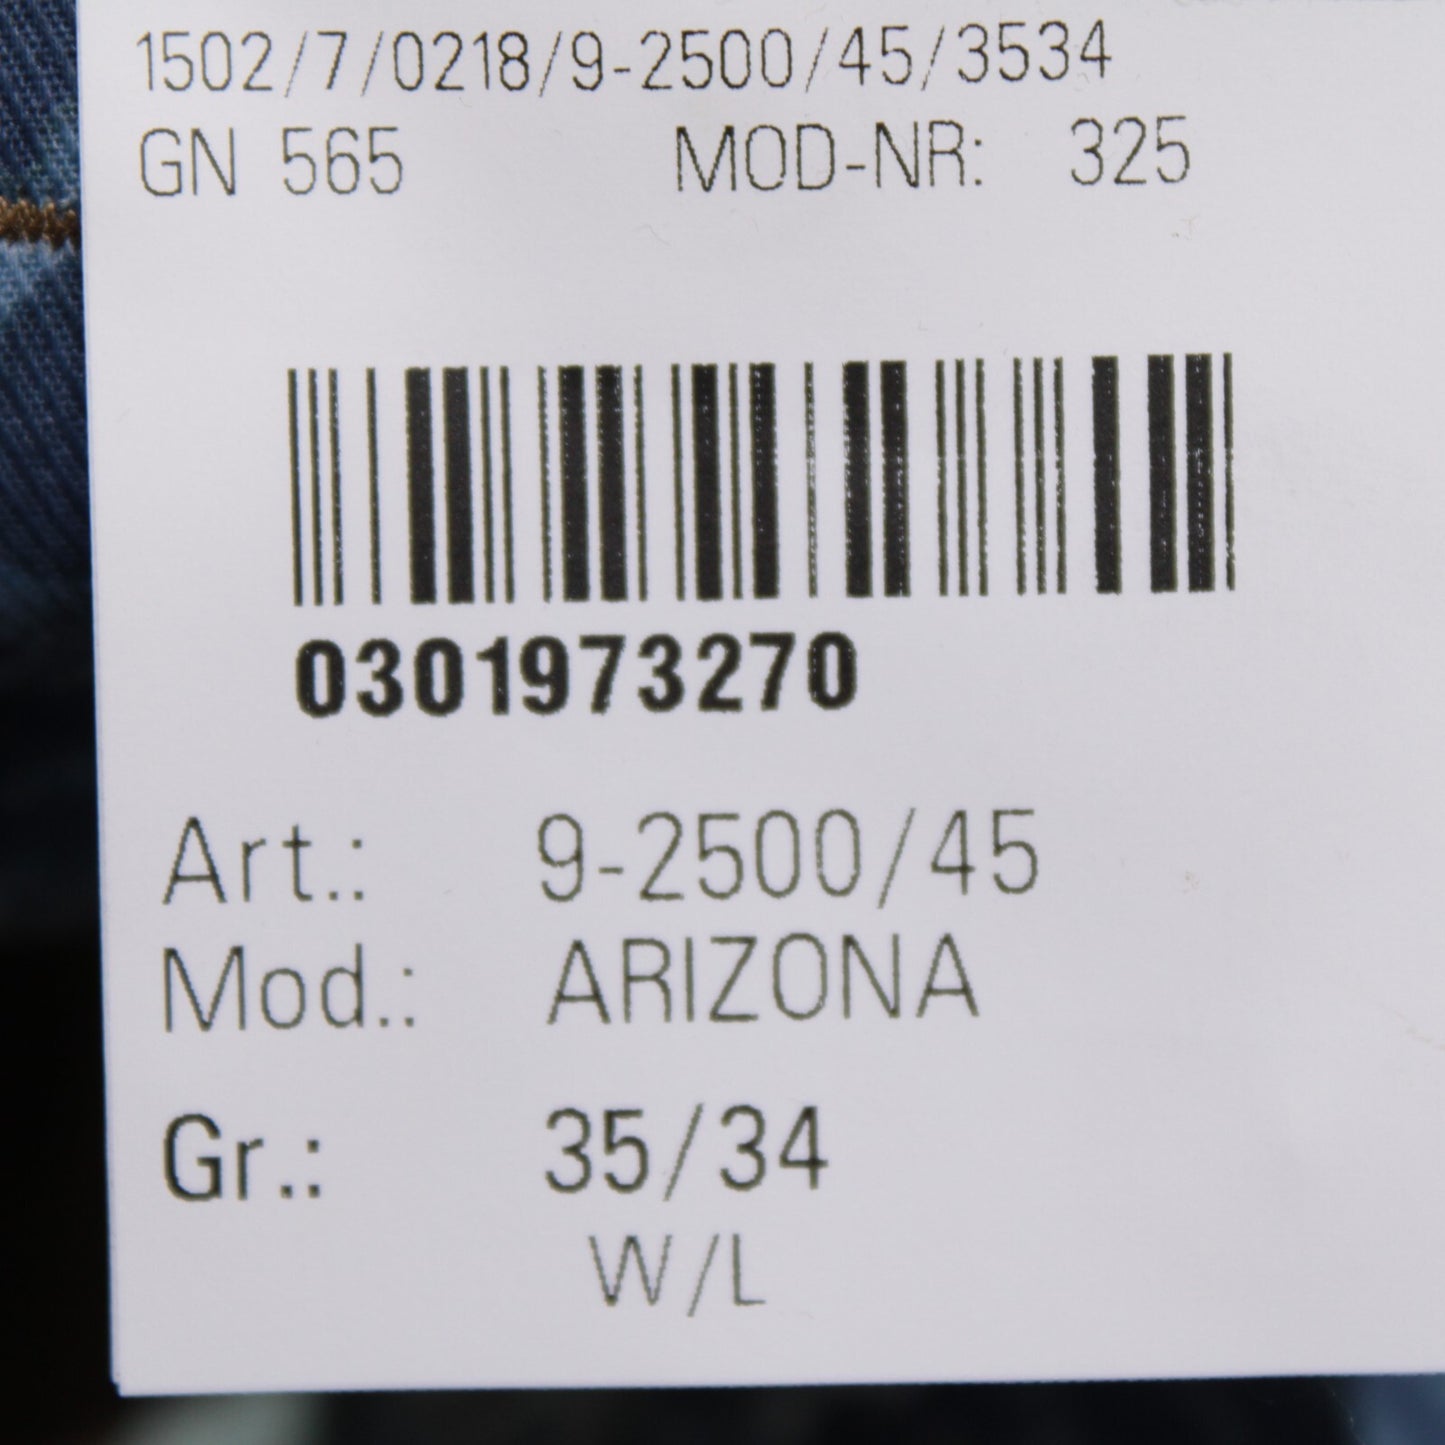 1502/7/0218/9-2500/45/3534
GN 565 MOD-NR: 325
0301973270
Art.: 9-2500/45
Mod.: ARIZONA
Gr.: 35/34
W/L